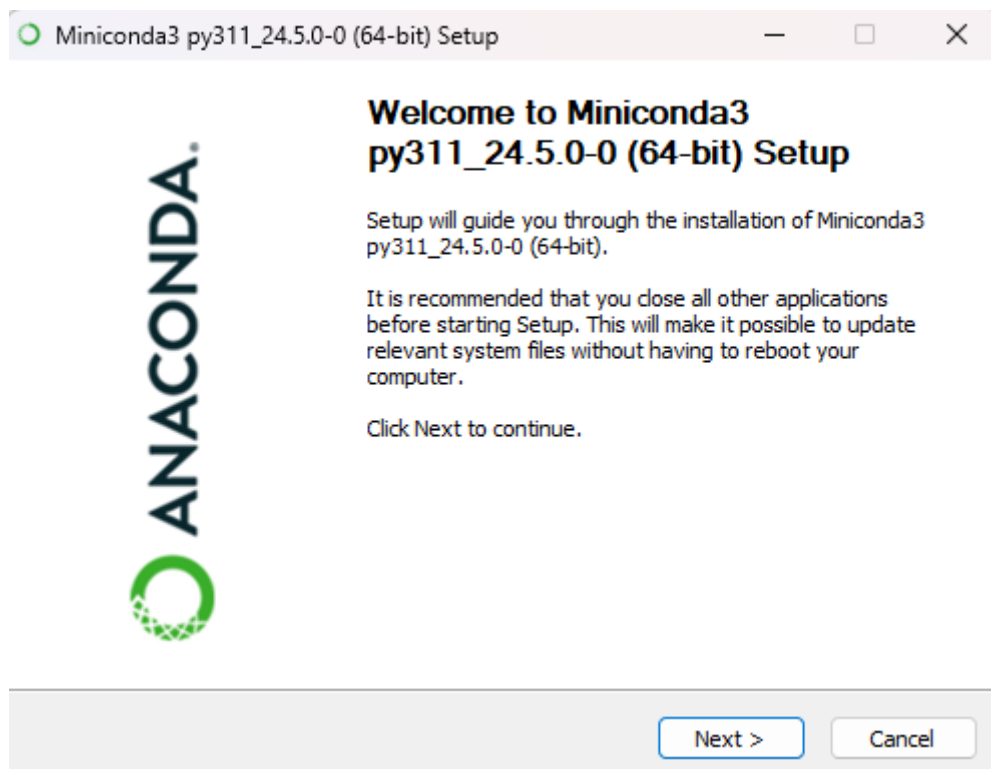 Miniconda3 py311_24.5.0-0 (64-bit) Setup
Welcome to Miniconda3
py311_24.5.0-0 (64-bit) Setup
Setup will guide you through the installation of Miniconda3
py311_24.5.0-0 (64-bit).
It is recommended that you close all other applications
before starting Setup. This will make it possible to update
relevant system files without having to reboot your
computer.
Click Next to continue.
ANACONDA.
Next >
Cancel